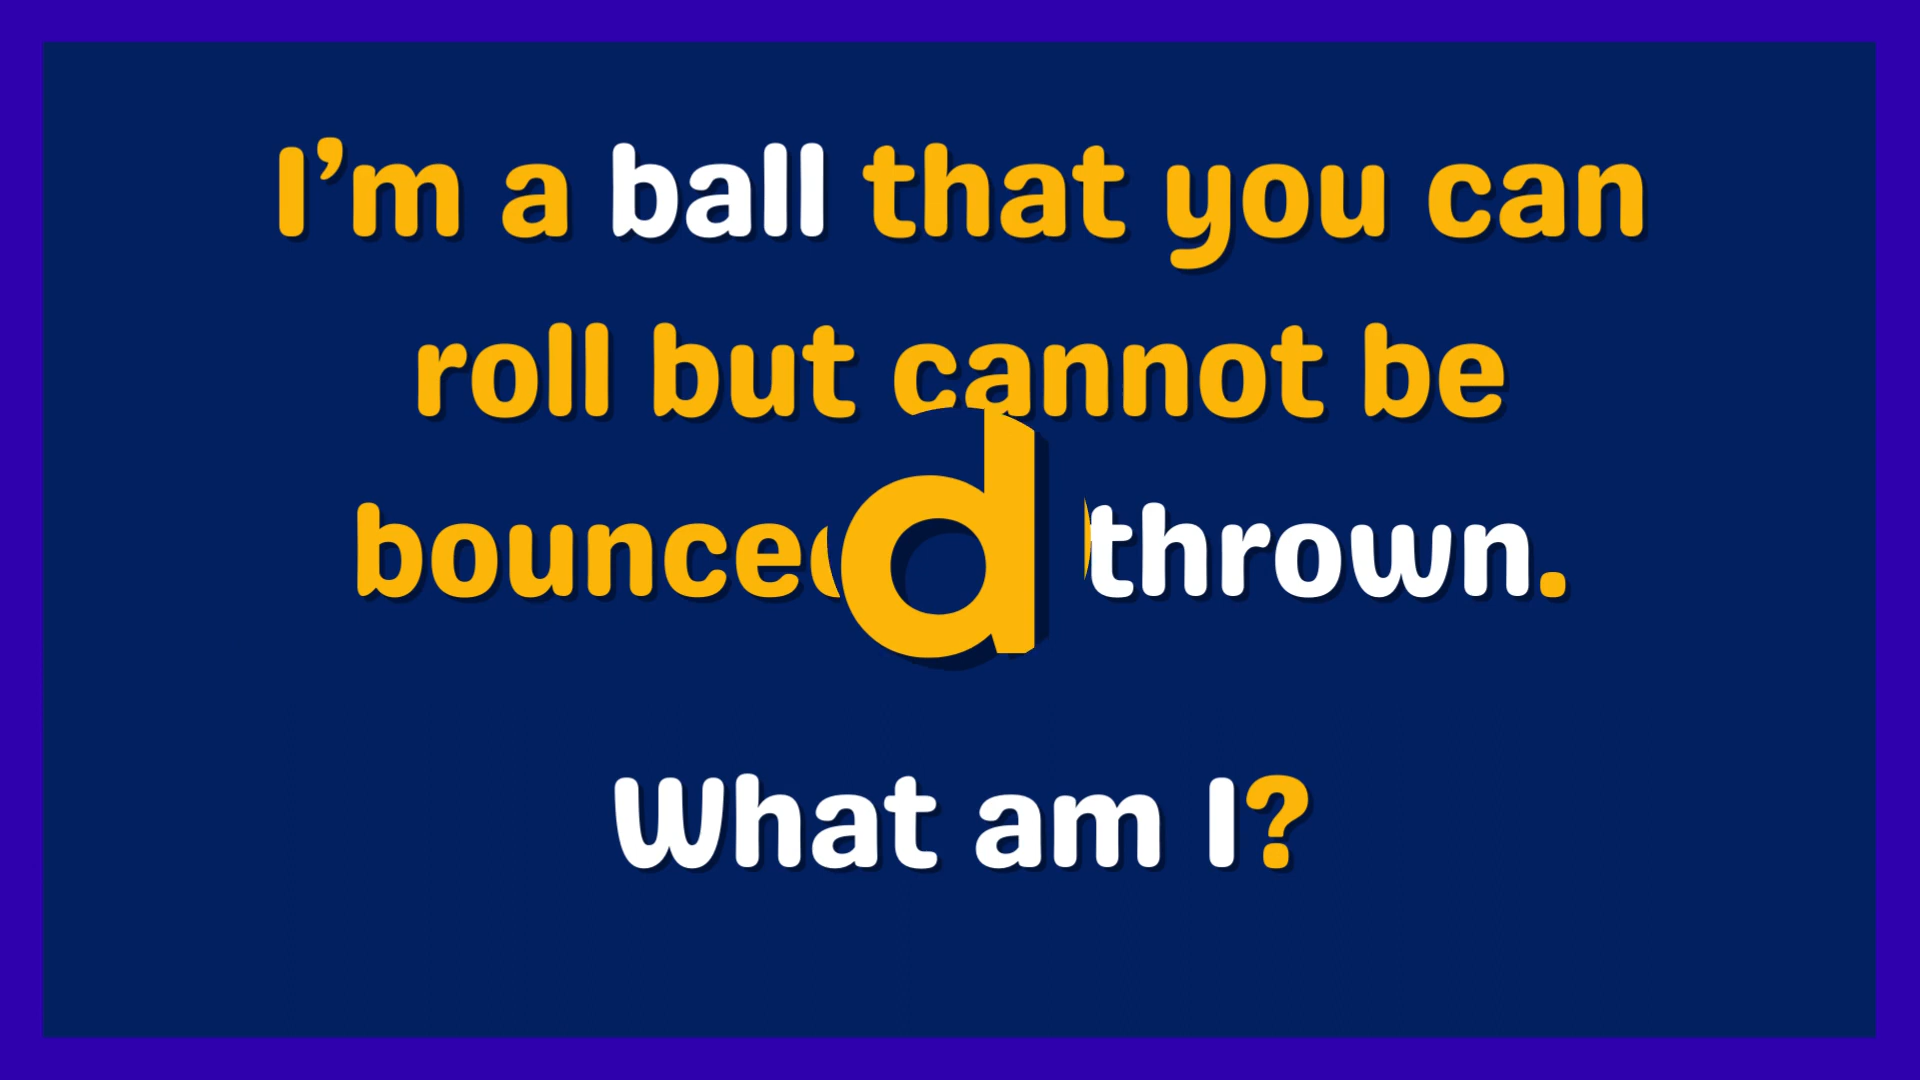 I’m a ball that you can
roll but cannot be
bounced thrown.
What am I?